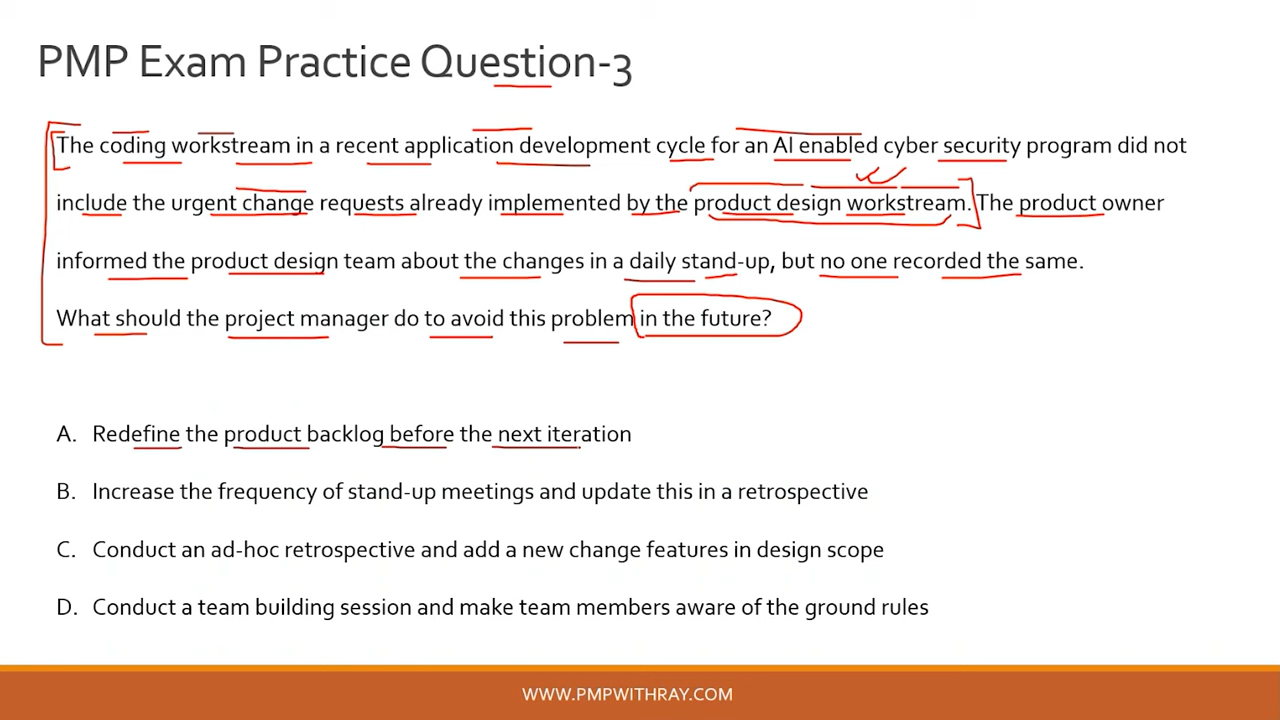 PMP Exam Practice Question-3
The coding workstream in a recent application development cycle for an AI enabled cyber security program did not
include the urgent change requests already implemented by the product design workstream. The product owner
informed the product design team about the changes in a daily stand-up, but no one recorded the same.
What should the project manager do to avoid this problem in the future?
A. Redefine the product backlog before the next iteration
B. Increase the frequency of stand-up meetings and update this in a retrospective
C. Conduct an ad-hoc retrospective and add a new change features in design scope
D. Conduct a team building session and make team members aware of the ground rules
WWW.PMPWITHRAY.COM